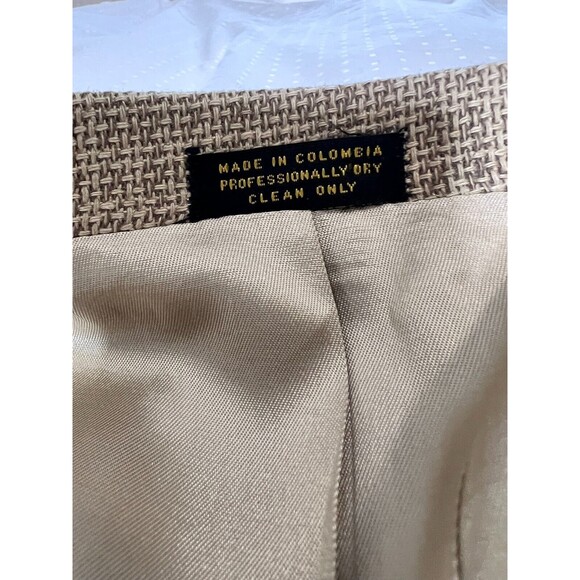 MADE IN COLOMBIA
PROFESSIONALLY DRY
CLEAN ONLY